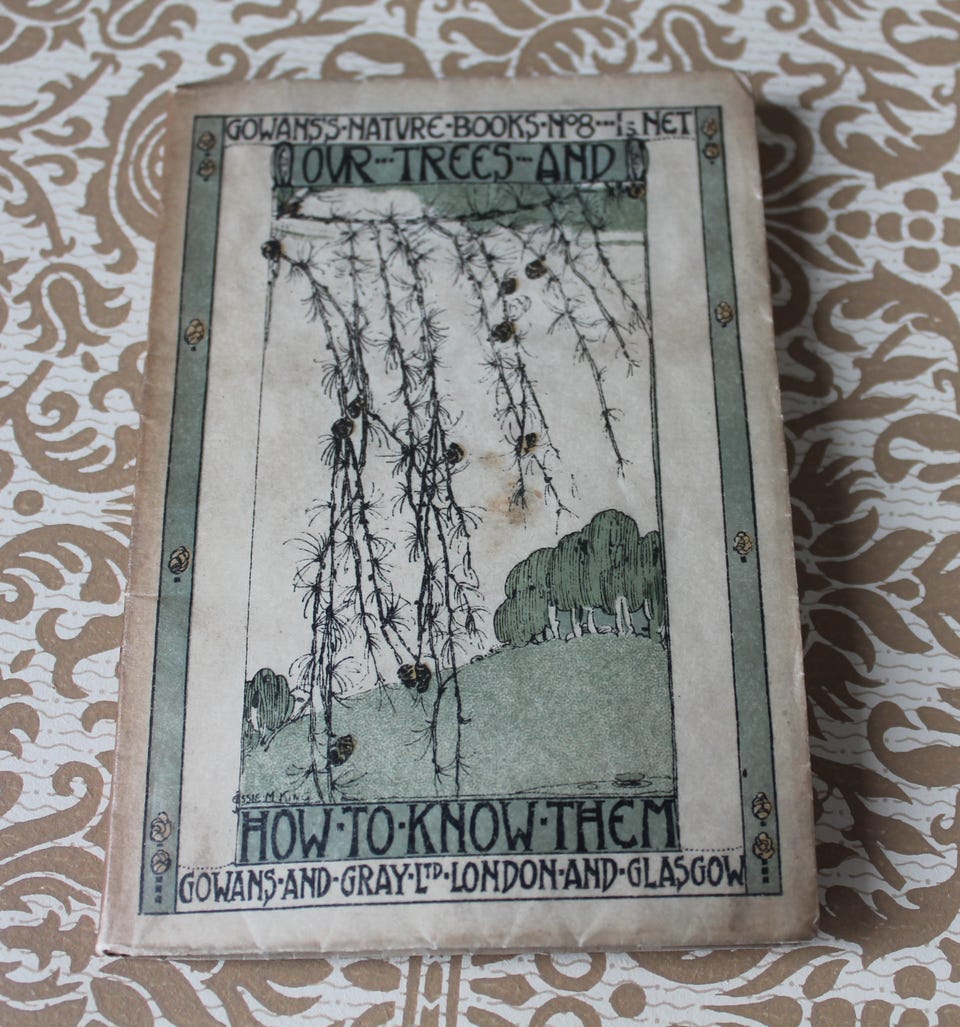 GOWANS'S·NATURE·BOOKS·No8···1s NET
OUR···TREES···AND
JESSIE·M·KING
HOW·TO·KNOW·THEM
GOWANS·AND·GRAY·LTD·LONDON·AND·GLASGOW